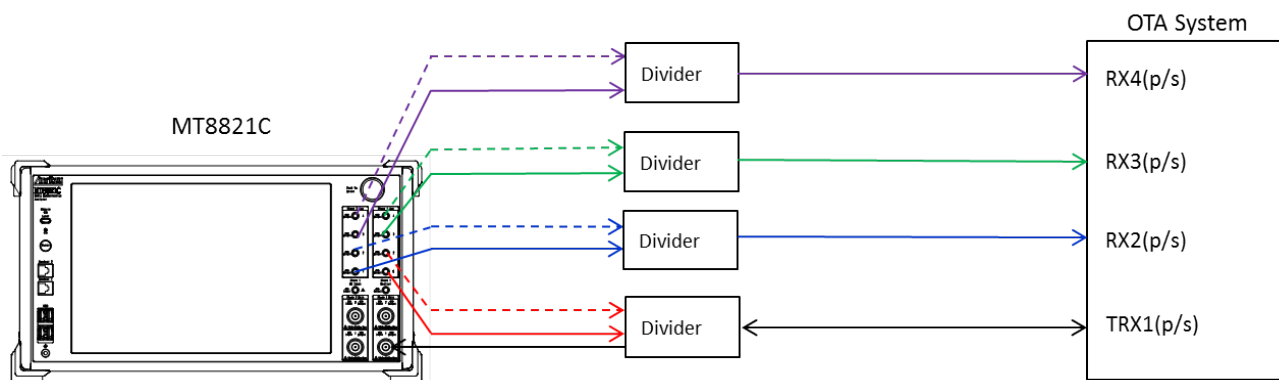 OTA System
Divider
RX4(p/s)
MT8821C
Divider
RX3(p/s)
Divider
RX2(p/s)
Divider
TRX1(p/s)